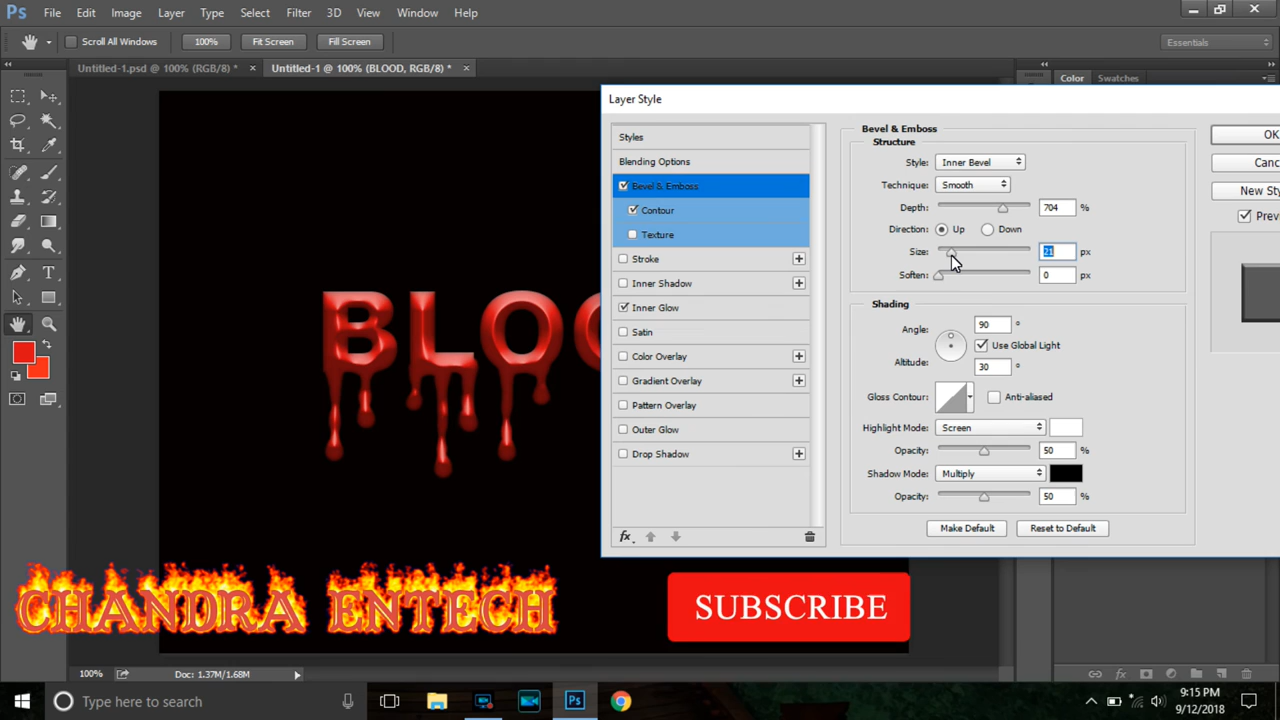 Ps File Edit Image Layer Type Select Filter 3D View Window Help
Scroll All Windows 100% Fit Screen Fill Screen Essentials
Untitled-1.psd @ 100% (RGB/8) * × Untitled-1 @ 100% (BLOOD, RGB/8) * × Color Swatches
Layer Style
Styles
Blending Options
Bevel & Emboss
Contour
Texture
Stroke
Inner Shadow
Inner Glow
Satin
Color Overlay
Gradient Overlay
Pattern Overlay
Outer Glow
Drop Shadow
fx
Bevel & Emboss
Structure
Style: Inner Bevel
Technique: Smooth
Depth: 704 %
Direction: Up Down
Size: 21 px
Soften: 0 px
Shading
Angle: 90 °
Use Global Light
Altitude: 30 °
Gloss Contour: Anti-aliased
Highlight Mode: Screen
Opacity: 50 %
Shadow Mode: Multiply
Opacity: 50 %
Make Default Reset to Default
OK
Canc
New Sty
Previ
BLOO
CHANDRA ENTECH
SUBSCRIBE
100% Doc: 1.37M/1.68M
fx
Type here to search
Ps
9:15 PM
9/12/2018